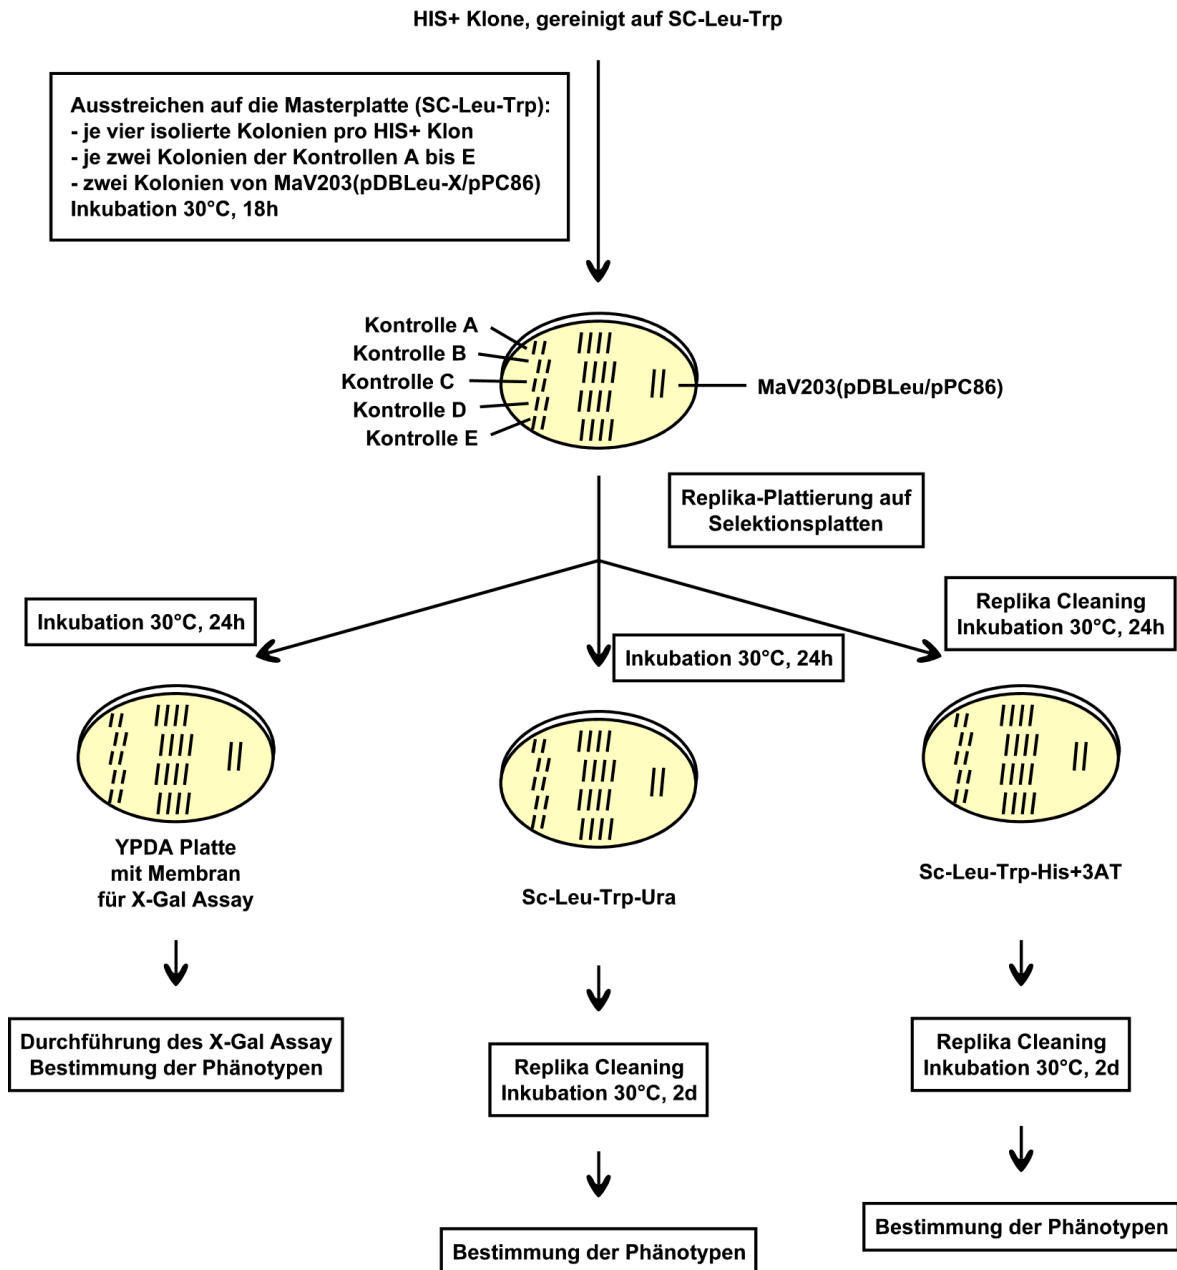 HIS+ Klone, gereinigt auf SC-Leu-Trp
Ausstreichen auf die Masterplatte (SC-Leu-Trp):
- je vier isolierte Kolonien pro HIS+ Klon
- je zwei Kolonien der Kontrollen A bis E
- zwei Kolonien von MaV203(pDBLeu-X/pPC86)
Inkubation 30°C, 18h
Kontrolle A
Kontrolle B
Kontrolle C
Kontrolle D
Kontrolle E
MaV203(pDBLeu/pPC86)
Replika-Plattierung auf
Selektionsplatten
Inkubation 30°C, 24h
Inkubation 30°C, 24h
Replika Cleaning
Inkubation 30°C, 24h
YPDA Platte
mit Membran
für X-Gal Assay
Sc-Leu-Trp-Ura
Sc-Leu-Trp-His+3AT
Durchführung des X-Gal Assay
Bestimmung der Phänotypen
Replika Cleaning
Inkubation 30°C, 2d
Replika Cleaning
Inkubation 30°C, 2d
Bestimmung der Phänotypen
Bestimmung der Phänotypen